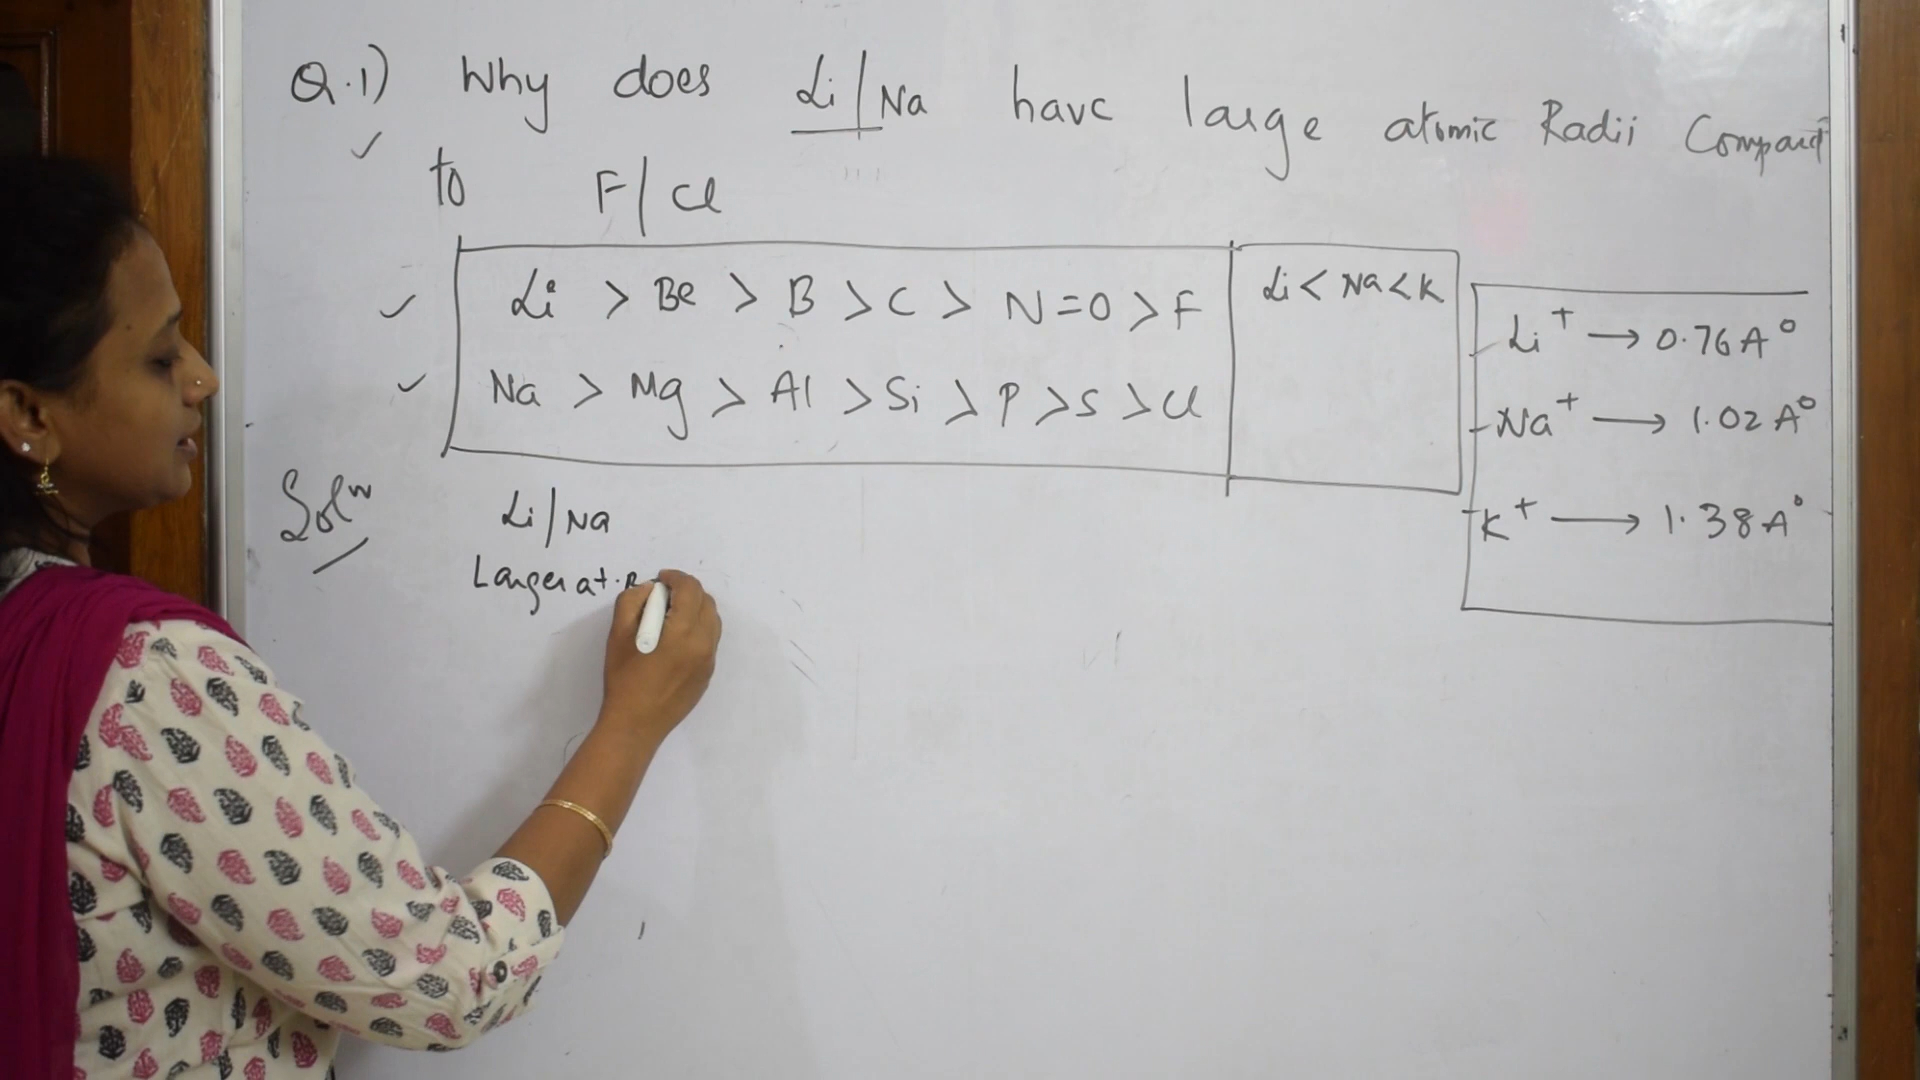 Q.1) Why does Li/Na have large atomic Radii
to F/Cl
Li > Be > B > C > N = O > F
Na > Mg > Al > Si > P > S > Cl
Li < Na < K
Li⁺ → 0.76 A°
Na⁺ → 1.02 A°
K⁺ → 1.38 A°
Solⁿ
Li/Na
Larger at. R